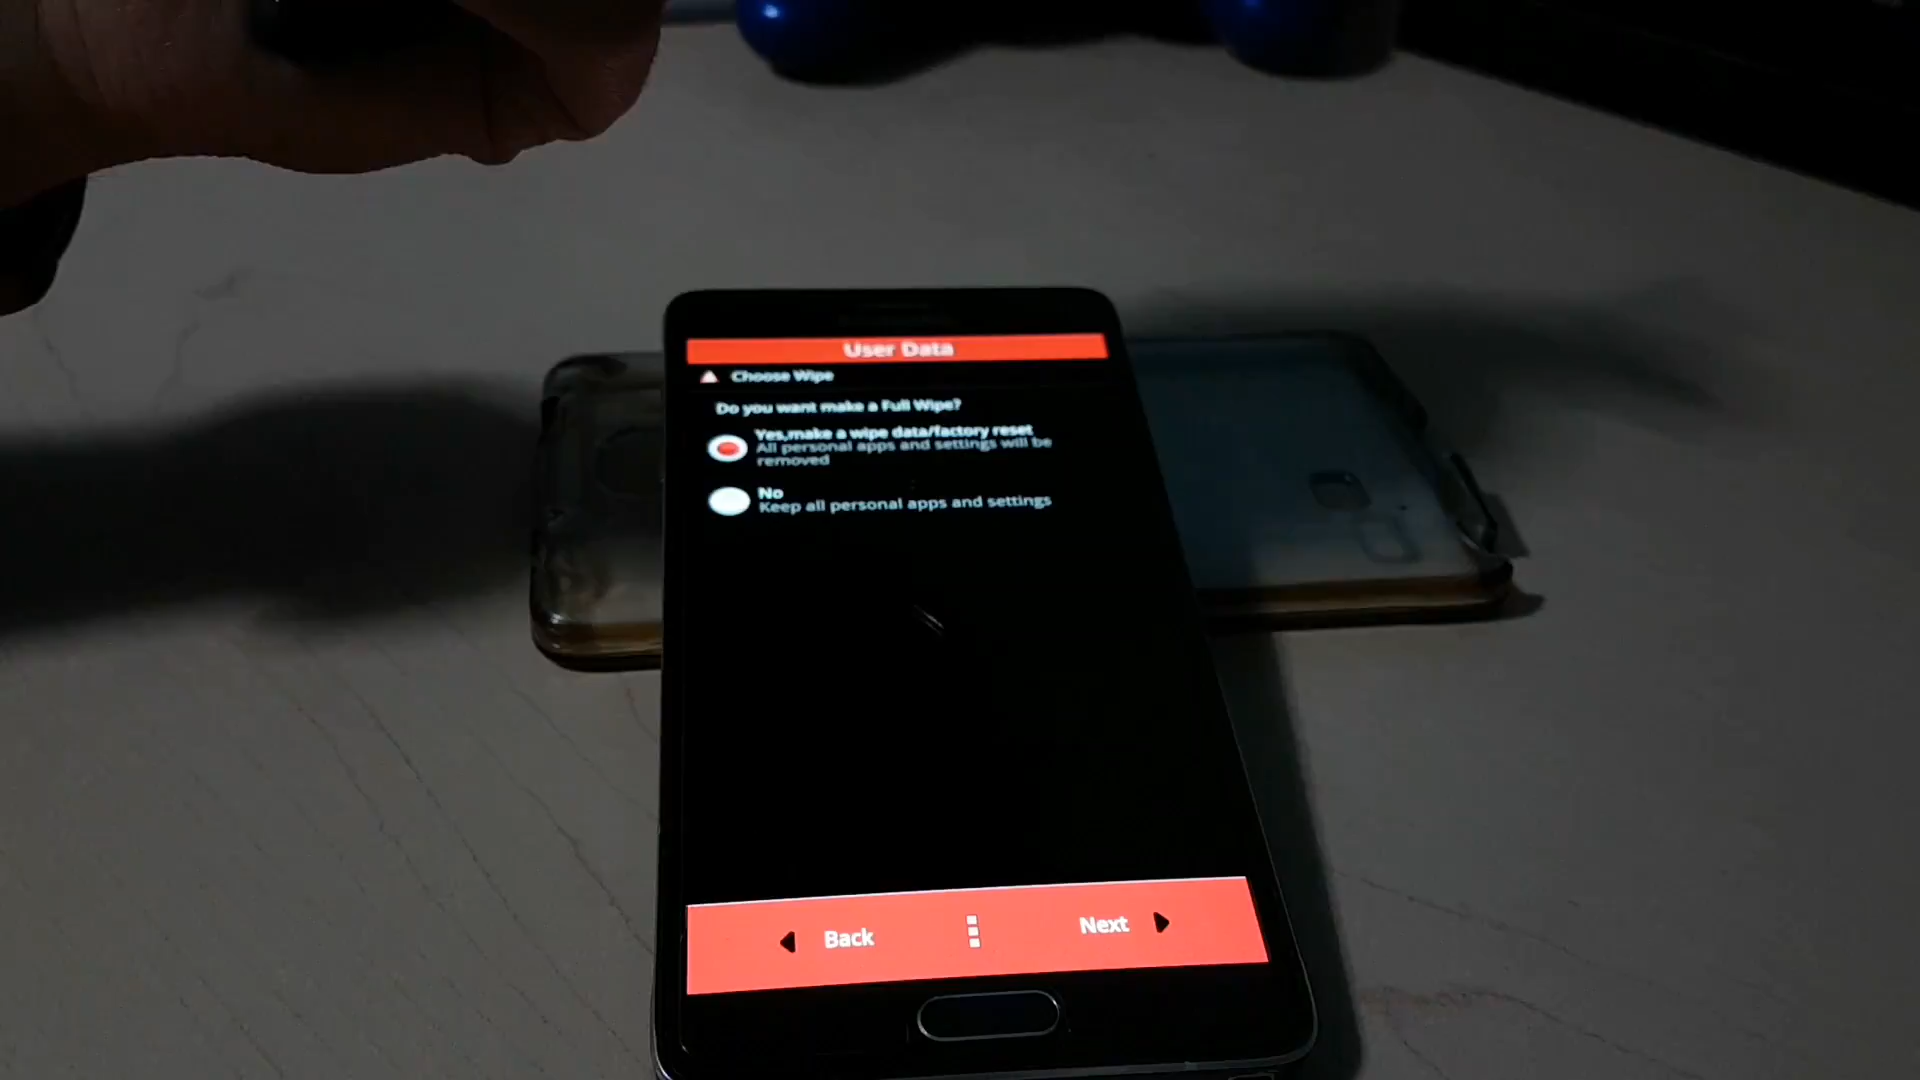 User Data
Choose Wipe
Do you want make a Full Wipe?
Yes,make a wipe data/factory reset
All personal apps and settings will be
removed
No
Keep all personal apps and settings
Back
Next